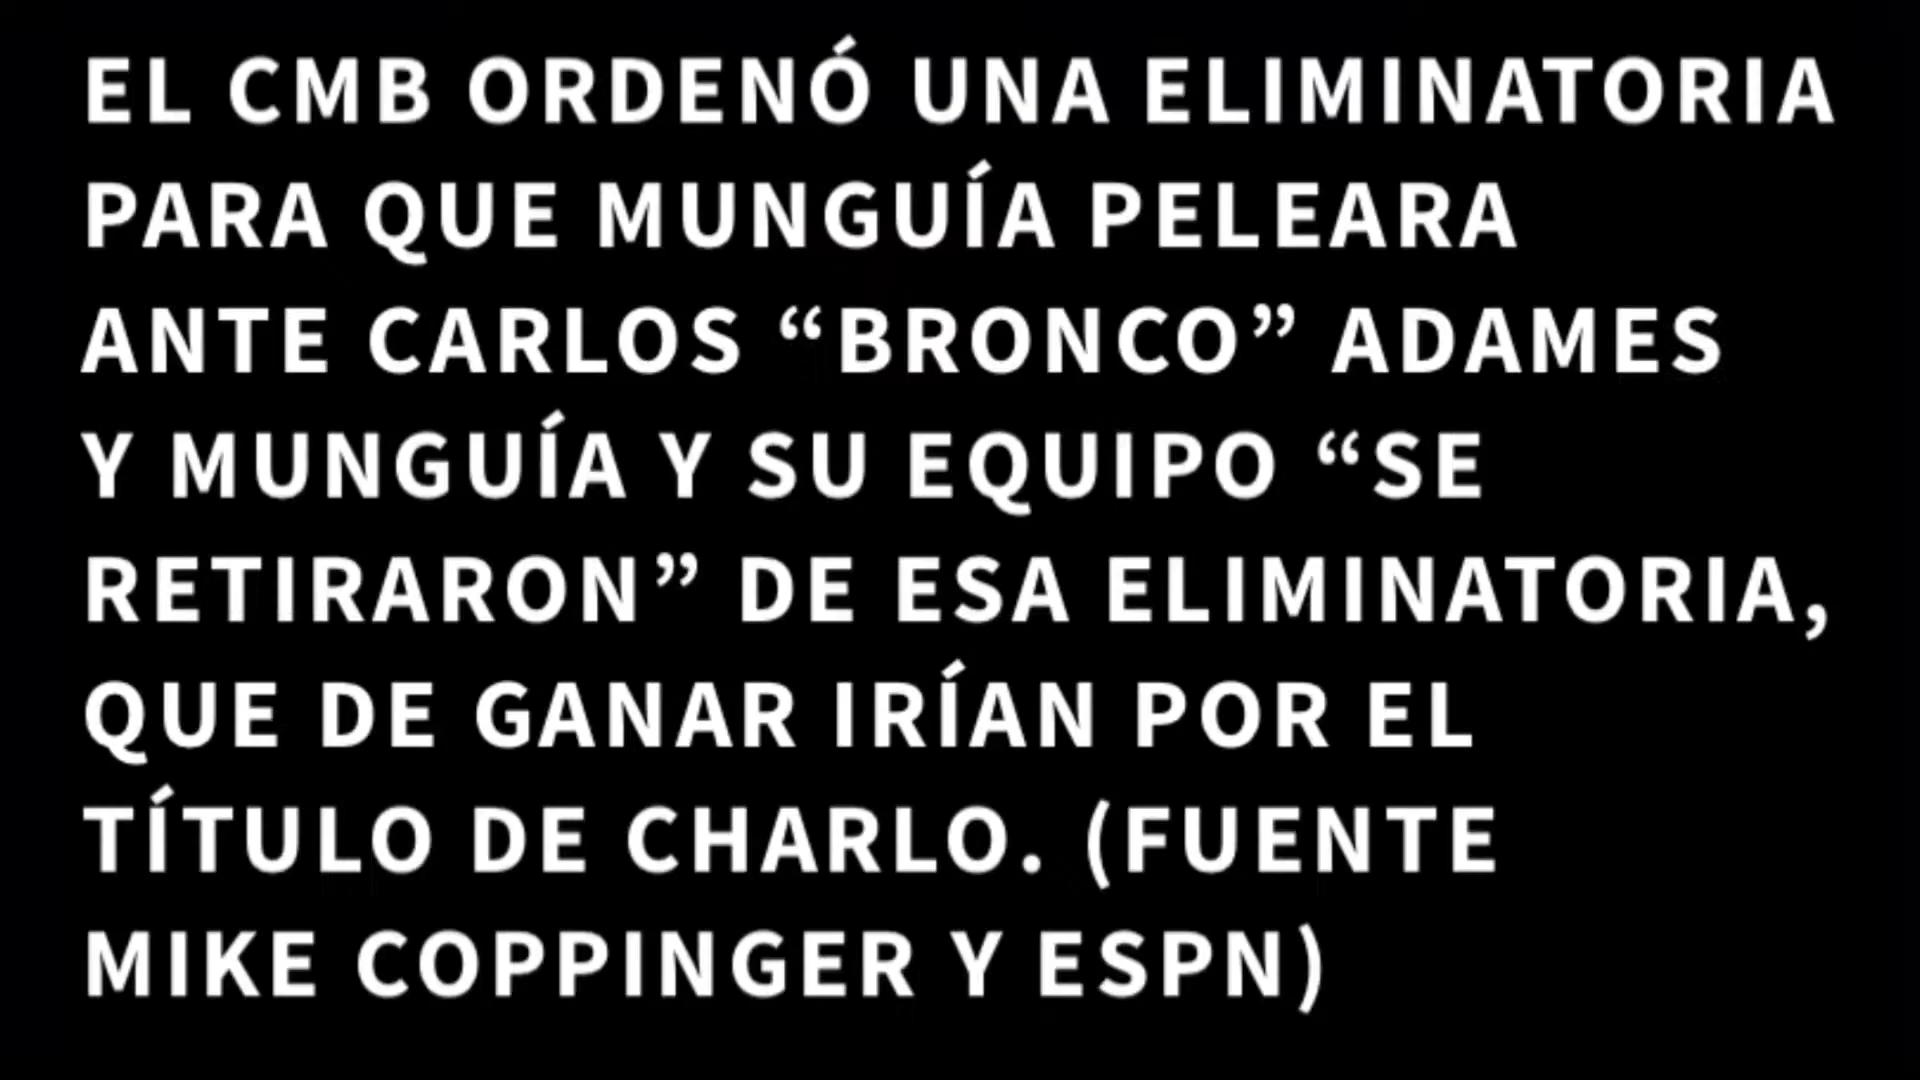 EL CMB ORDENÓ UNA ELIMINATORIA
PARA QUE MUNGUÍA PELEARA
ANTE CARLOS “BRONCO” ADAMES
Y MUNGUÍA Y SU EQUIPO “SE
RETIRARON” DE ESA ELIMINATORIA,
QUE DE GANAR IRÍAN POR EL
TÍTULO DE CHARLO. (FUENTE
MIKE COPPINGER Y ESPN)